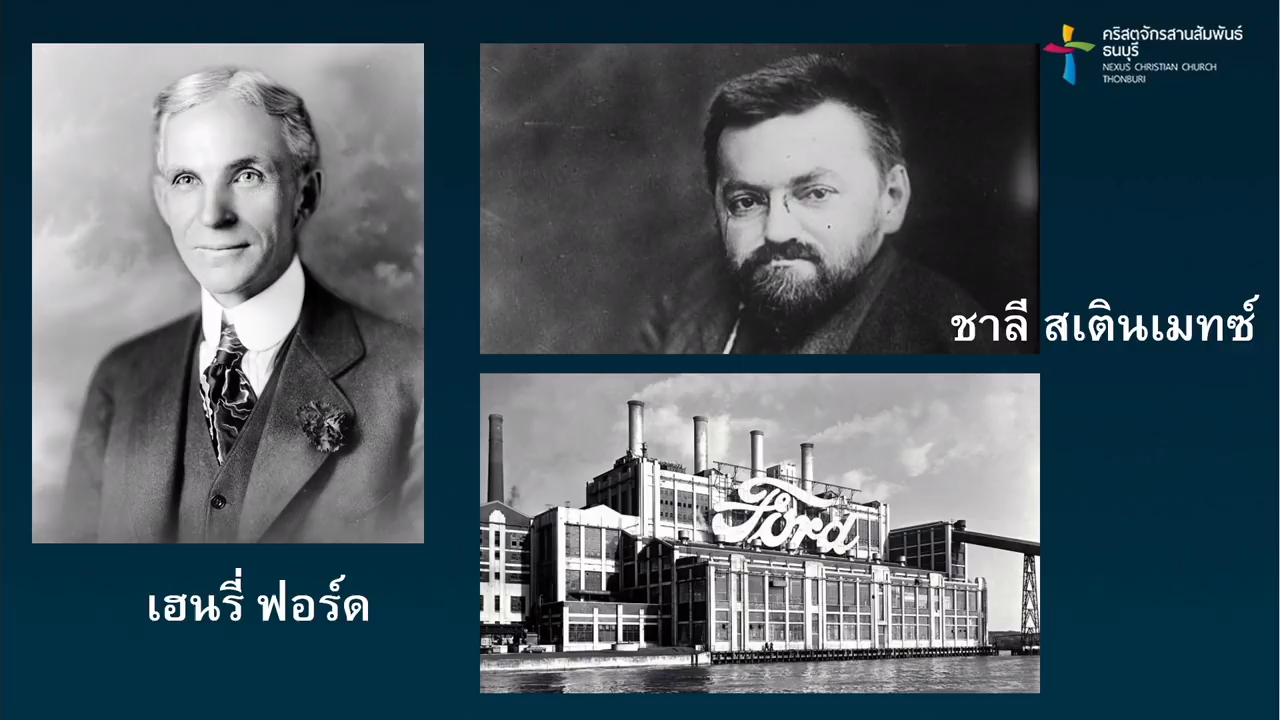 คริสตจักรสานสัมพันธ์
ธนบุรี
NEXUS CHRISTIAN CHURCH
THONBURI
ชาลี สเตินเมทซ์
Ford
เฮนรี่ ฟอร์ด